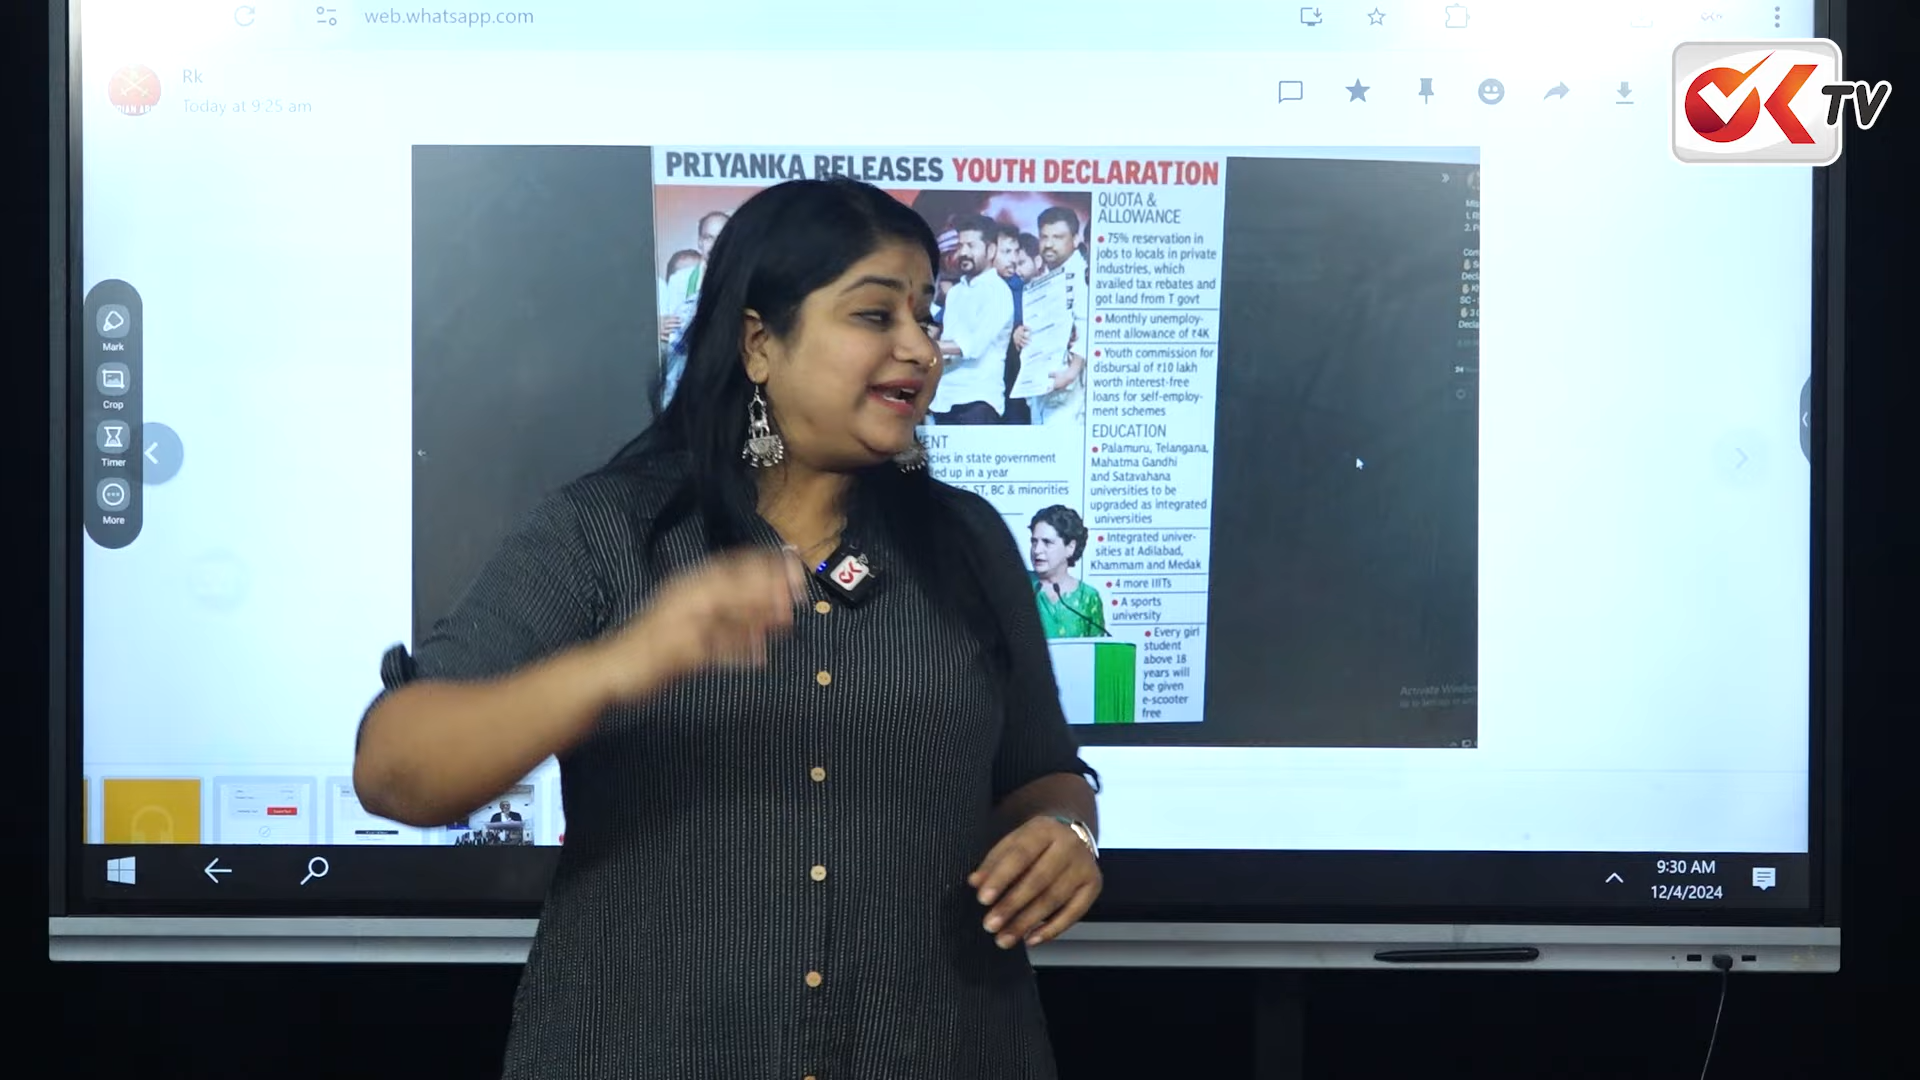 web.whatsapp.com
Rk
Today at 9:25 am
OK TV
PRIYANKA RELEASES YOUTH DECLARATION
QUOTA &
ALLOWANCE
75% reservation in
jobs to locals in private
industries, which
availed tax rebates and
got land from T govt
Monthly unemploy-
ment allowance of ₹4K
Youth commission for
disbursal of ₹10 lakh
worth interest-free
loans for self-employ-
ment schemes
EDUCATION
Palamuru, Telangana,
Mahatma Gandhi
and Satavahana
universities to be
upgraded as integrated
universities
Integrated univer-
sities at Adilabad,
Khammam and Medak
4 more IIITs
A sports
university
Every girl
student
above 18
years will
be given
e-scooter
free
in state government
up in a year
ST, BC & minorities
Mark
Crop
Timer
More
OK TV
Activate Windows
9:30 AM
12/4/2024